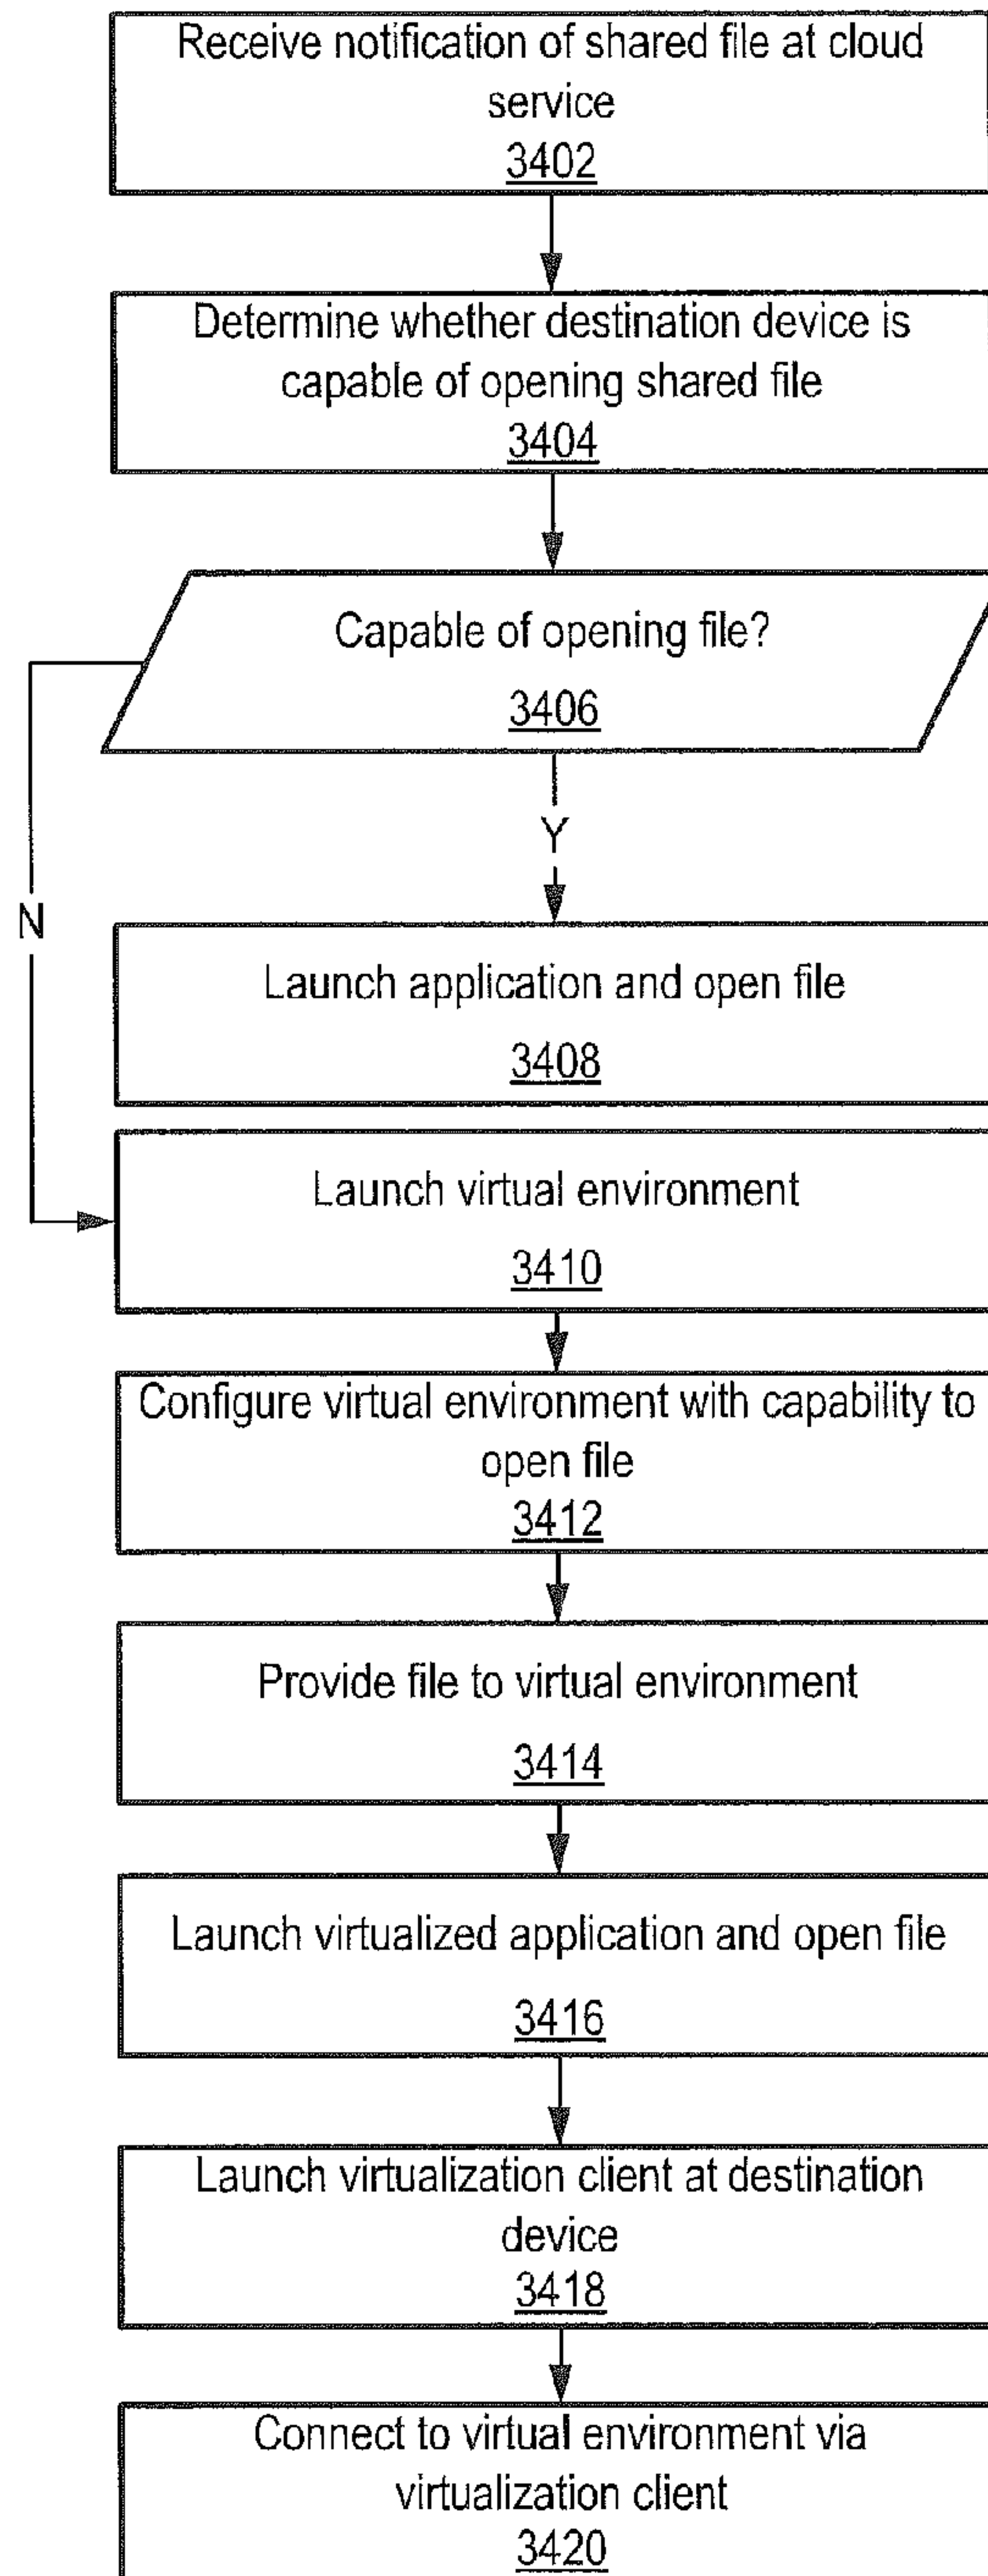 Receive notification of shared file at cloud
service
3402
Determine whether destination device is
capable of opening shared file
3404
Capable of opening file?
3406
Y
N
Launch application and open file
3408
Launch virtual environment
3410
Configure virtual environment with capability to
open file
3412
Provide file to virtual environment
3414
Launch virtualized application and open file
3416
Launch virtualization client at destination
device
3418
Connect to virtual environment via
virtualization client
3420